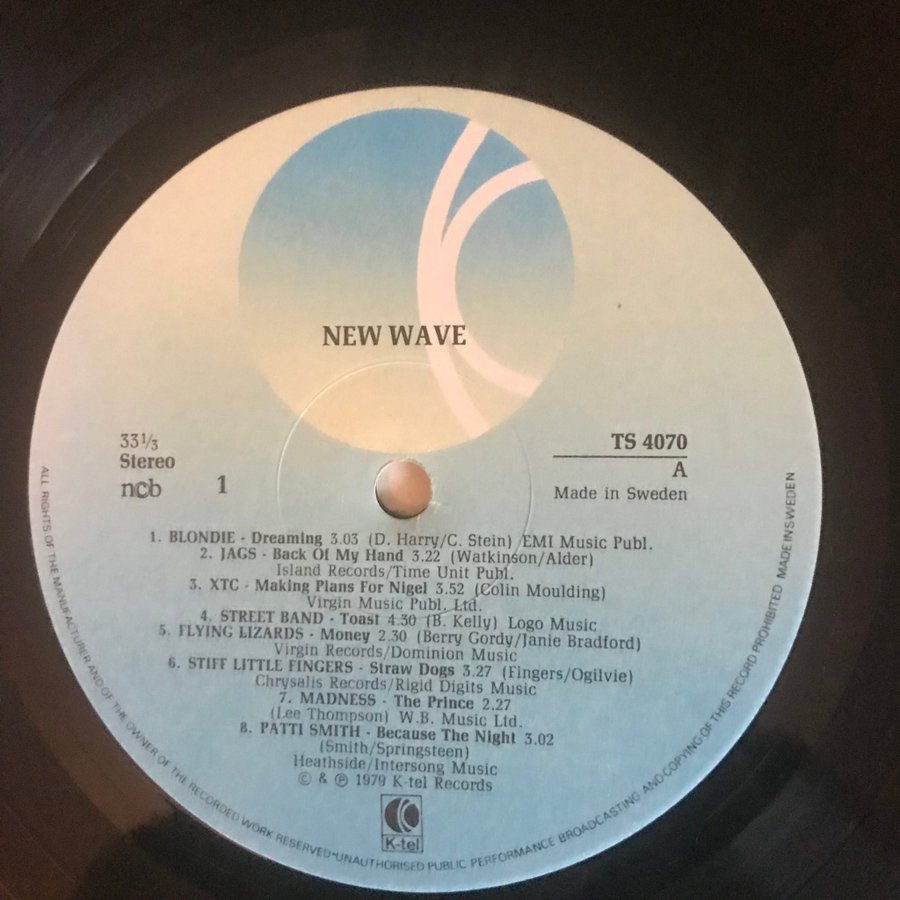 NEW WAVE
33 1/3
Stereo
ncb 1
TS 4070
A
Made in Sweden
1. BLONDIE - Dreaming 3.03 (D. Harry/C. Stein) EMI Music Publ.
2. JAGS - Back Of My Hand 3.22 (Watkinson/Alder)
Island Records/Time Unit Publ.
3. XTC - Making Plans For Nigel 3.52 (Colin Moulding)
Virgin Music Publ. Ltd.
4. STREET BAND - Toast 4.30 (B. Kelly) Logo Music
5. FLYING LIZARDS - Money 2.30 (Berry Gordy/Janie Bradford)
Virgin Records/Dominion Music
6. STIFF LITTLE FINGERS - Straw Dogs 3.27 (Fingers/Ogilvie)
Chrysalis Records/Rigid Digits Music
7. MADNESS - The Prince 2.27
(Lee Thompson) W.B. Music Ltd.
8. PATTI SMITH - Because The Night 3.02
(Smith/Springsteen)
Heathside/Intersong Music
© & ℗ 1979 K-tel Records
K-tel
ALL RIGHTS OF THE MANUFACTURER AND OF THE OWNER OF THE RECORDED WORK RESERVED-UNAUTHORISED PUBLIC PERFORMANCE BROADCASTING AND COPYING OF THIS RECORD PROHIBITED MADE IN SWEDEN